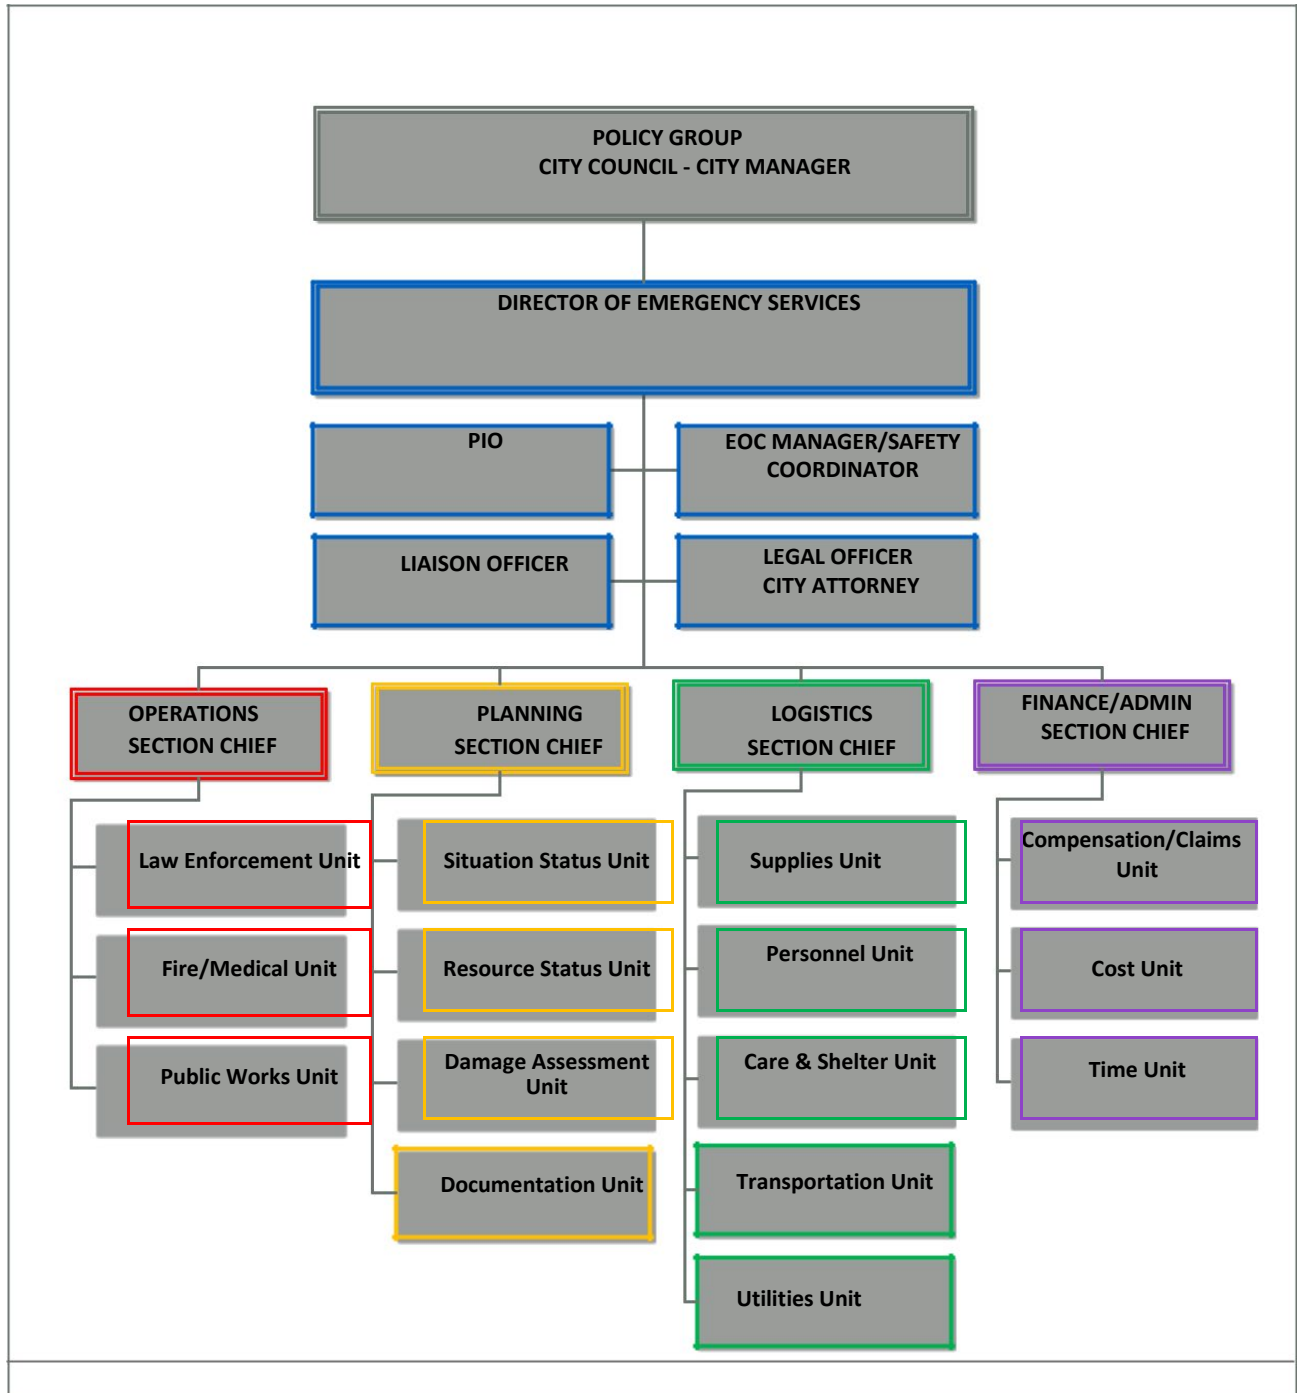 POLICY GROUP
CITY COUNCIL - CITY MANAGER
DIRECTOR OF EMERGENCY SERVICES
PIO
EOC MANAGER/SAFETY
COORDINATOR
LIAISON OFFICER
LEGAL OFFICER
CITY ATTORNEY
OPERATIONS
SECTION CHIEF
PLANNING
SECTION CHIEF
LOGISTICS
SECTION CHIEF
FINANCE/ADMIN
SECTION CHIEF
Law Enforcement Unit
Fire/Medical Unit
Public Works Unit
Situation Status Unit
Resource Status Unit
Damage Assessment
Unit
Documentation Unit
Supplies Unit
Personnel Unit
Care & Shelter Unit
Transportation Unit
Utilities Unit
Compensation/Claims
Unit
Cost Unit
Time Unit